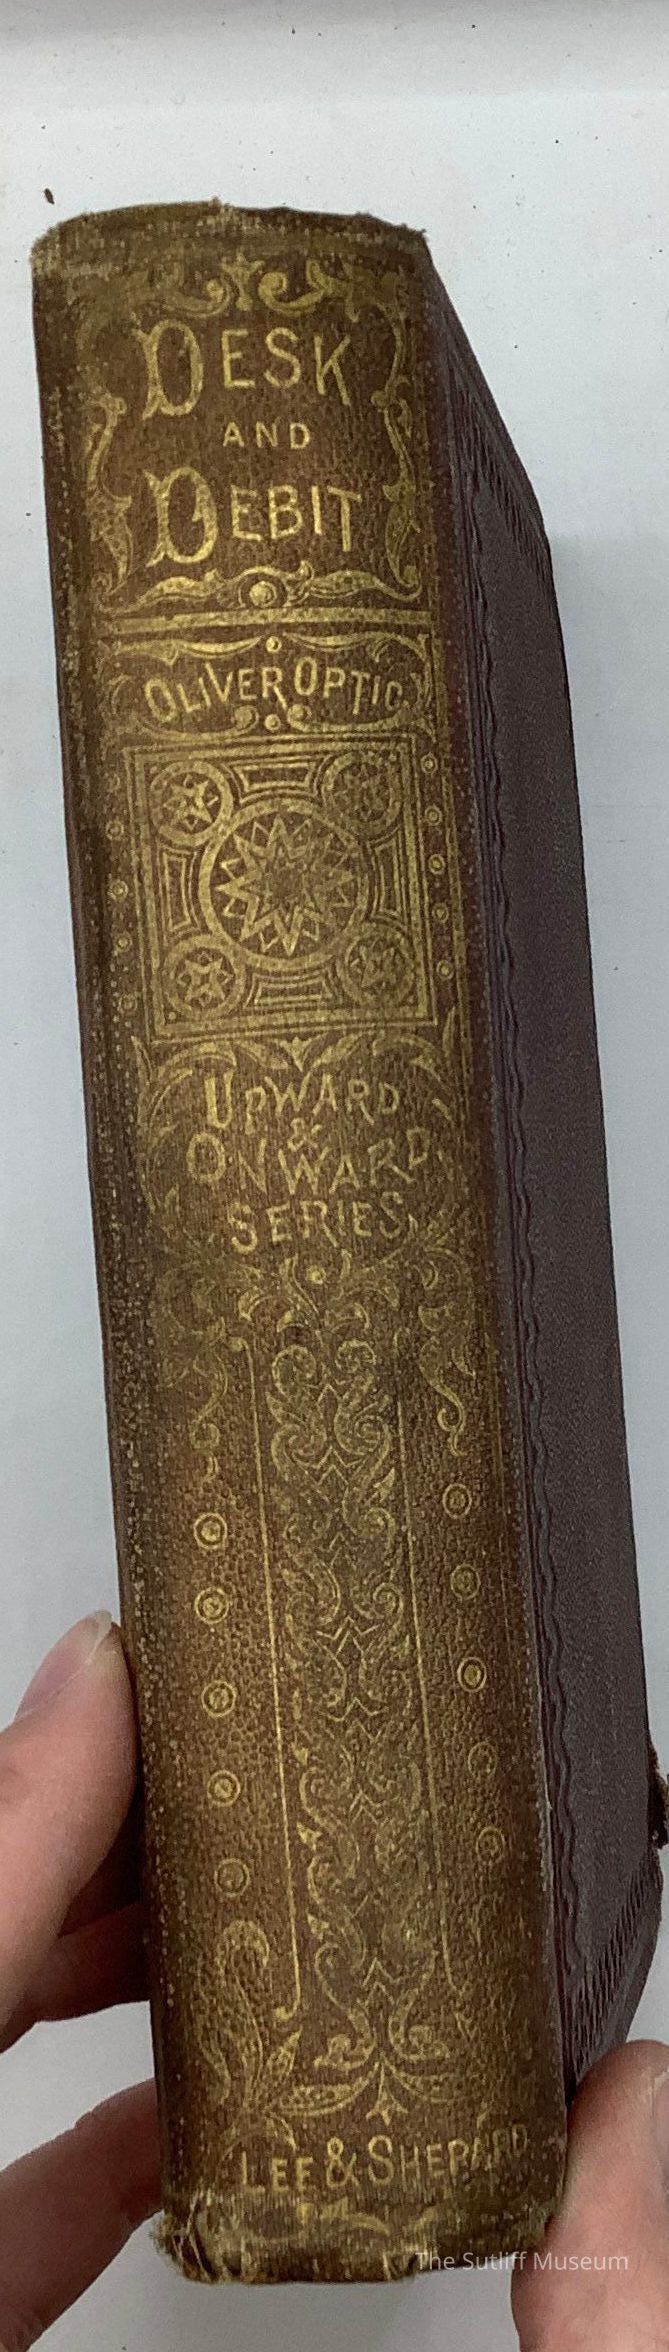 DESK
AND
DEBIT
OLIVER OPTIC
UPWARD
&
ONWARD
SERIES
LEE & SHEPARD
The Sutliff Museum